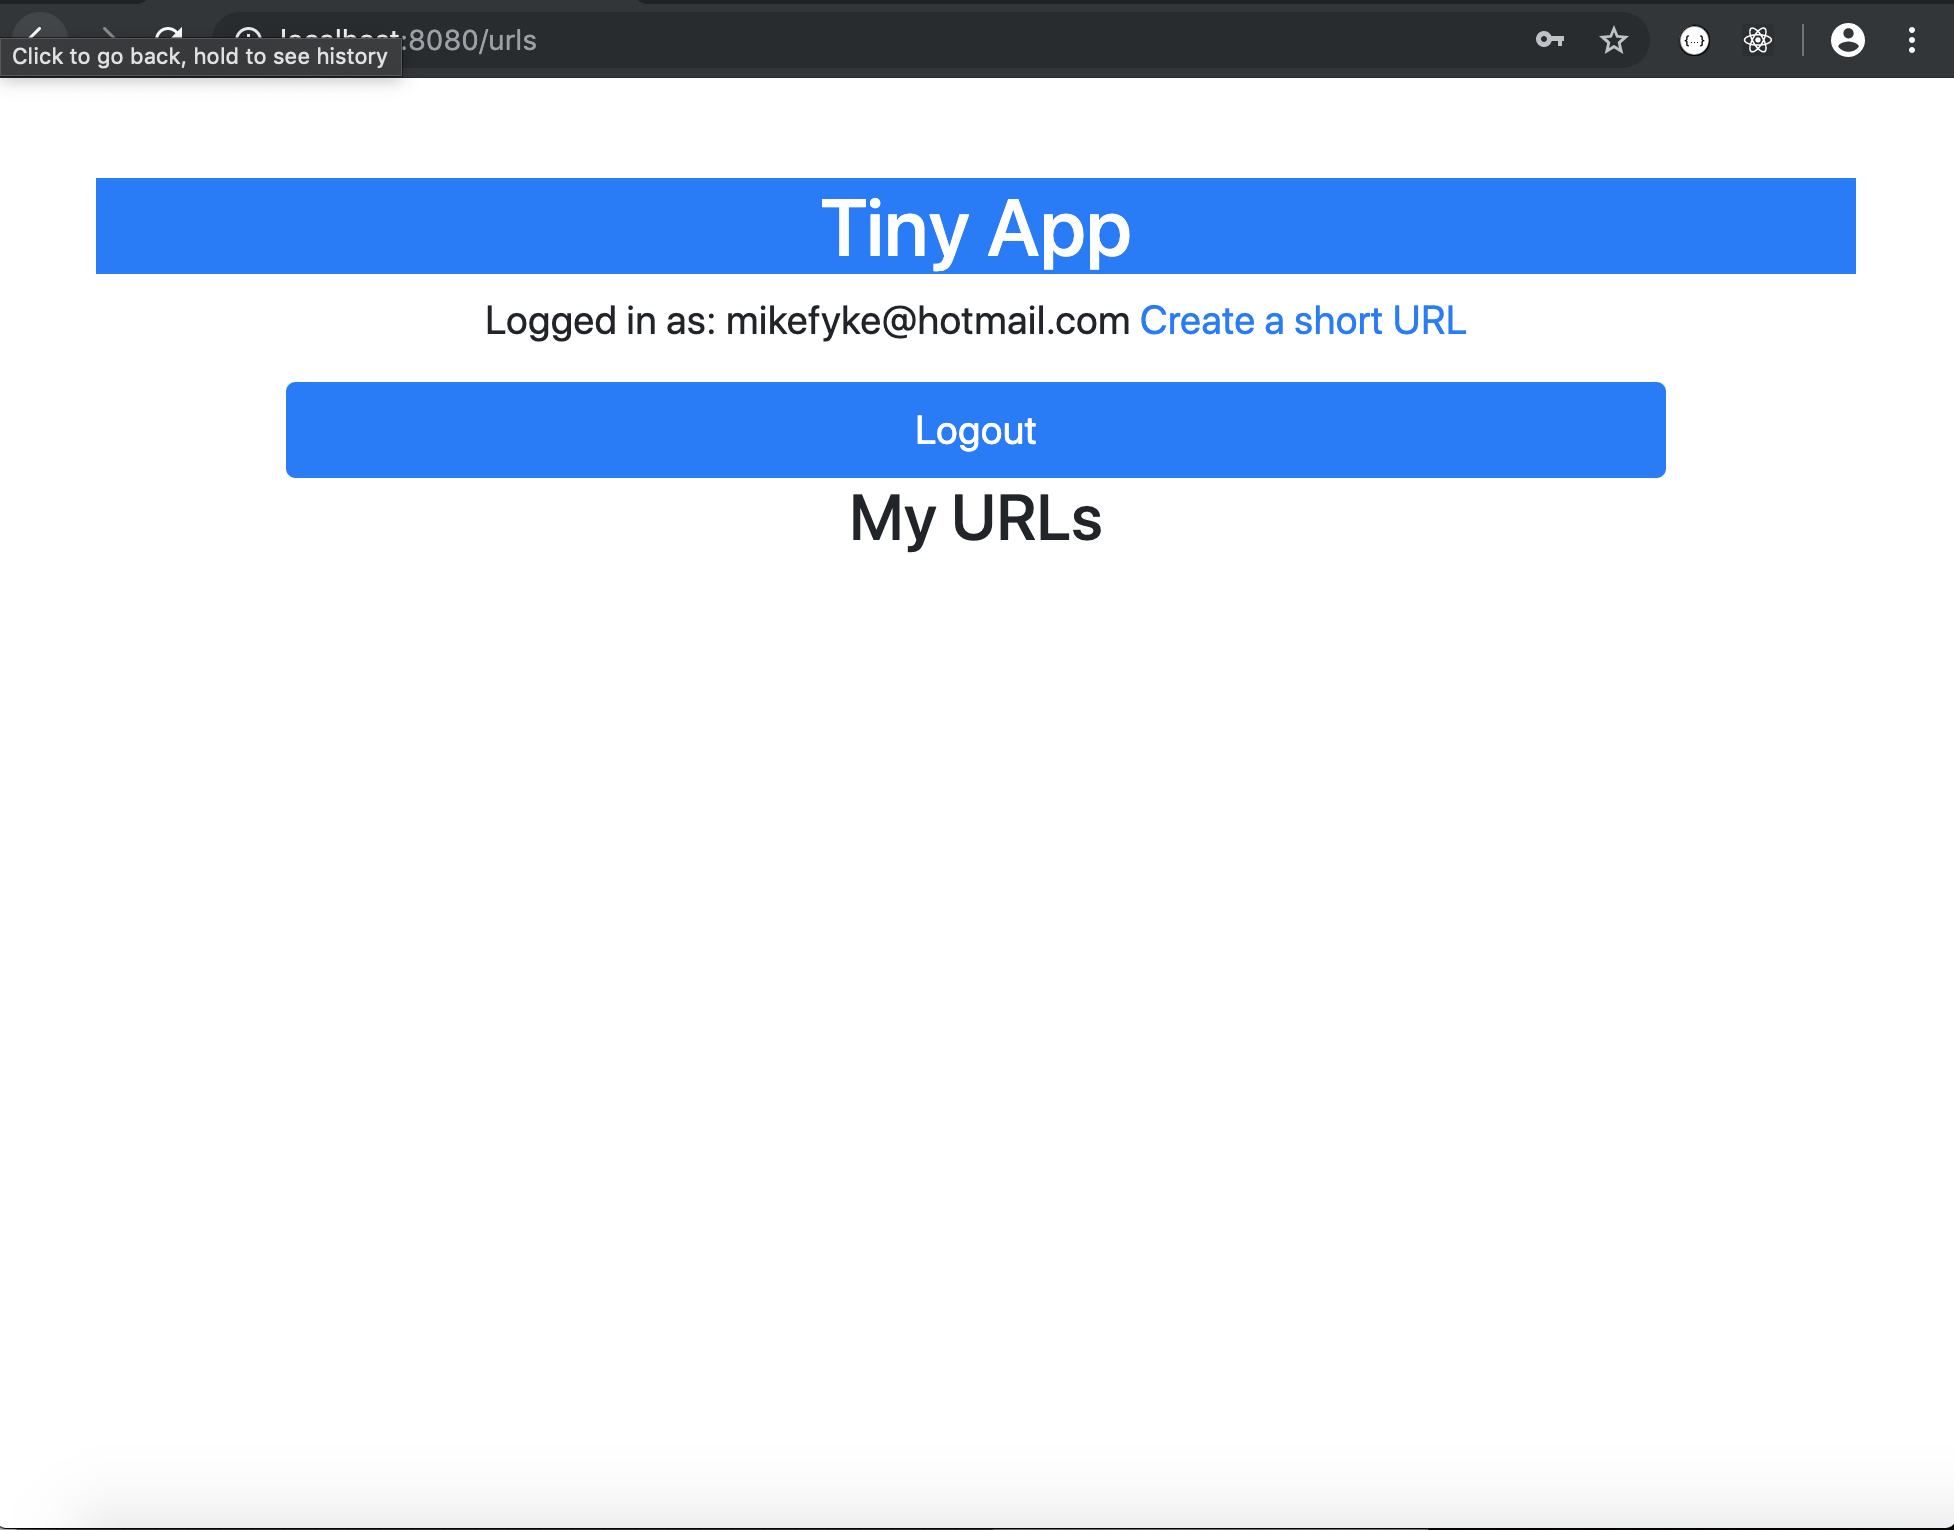 localhost:8080/urls
Click to go back, hold to see history
Tiny App
Logged in as: mikefyke@hotmail.com Create a short URL
Logout
My URLs